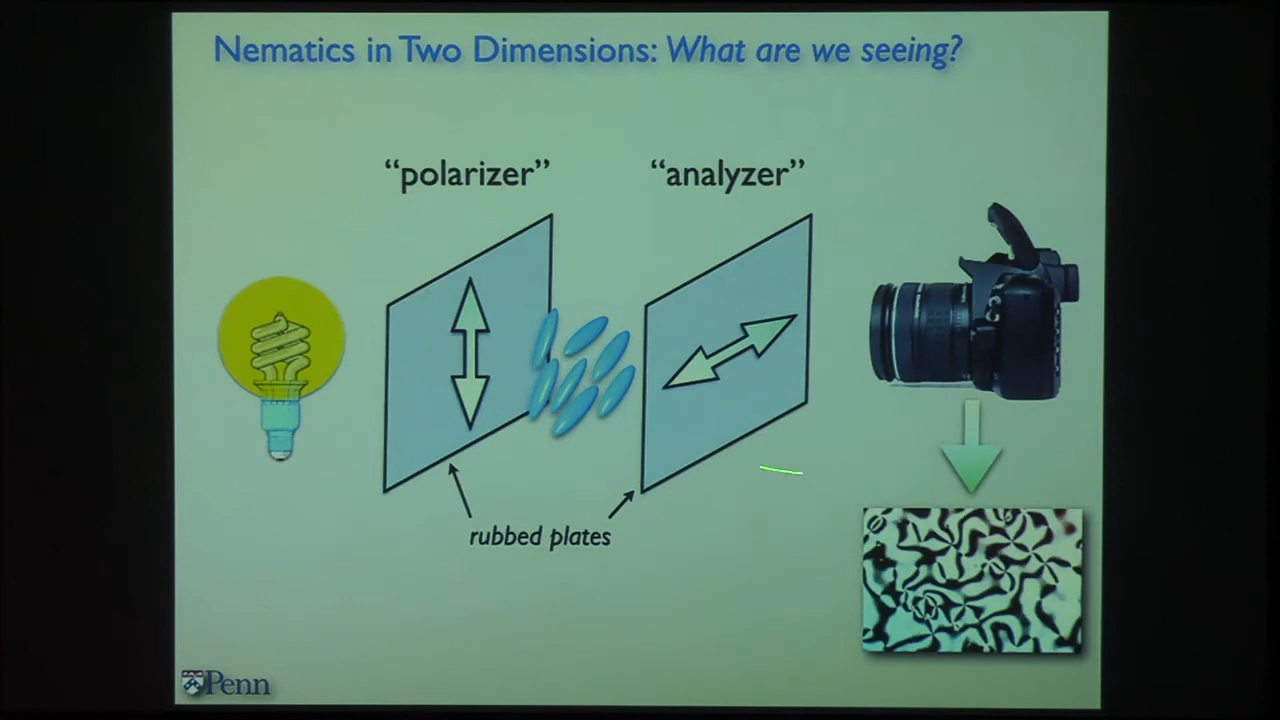 Nematics in Two Dimensions: What are we seeing?
“polarizer” “analyzer”
rubbed plates
Penn